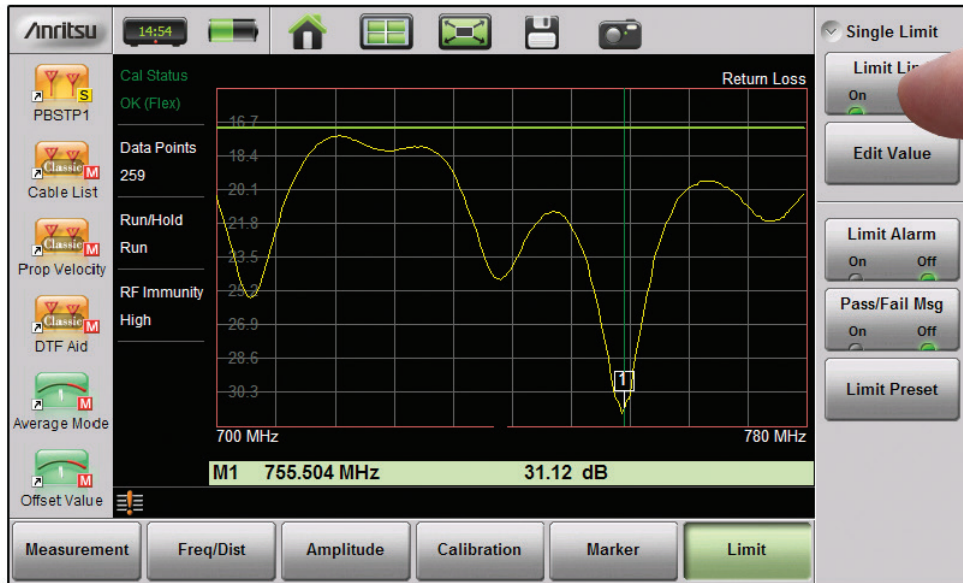 Anritsu
14:54
Single Limit
PBSTP1
S
Classic M
Cable List
Classic M
Prop Velocity
Classic M
DTF Aid
M
Average Mode
M
Offset Value
Cal Status
OK (Flex)
Data Points
259
Run/Hold
Run
RF Immunity
High
Return Loss
16.7
18.4
20.1
21.8
23.5
25.2
26.9
28.6
30.3
1
700 MHz
780 MHz
M1 755.504 MHz 31.12 dB
Limit
On
Edit Value
Limit Alarm
On Off
Pass/Fail Msg
On Off
Limit Preset
Measurement
Freq/Dist
Amplitude
Calibration
Marker
Limit